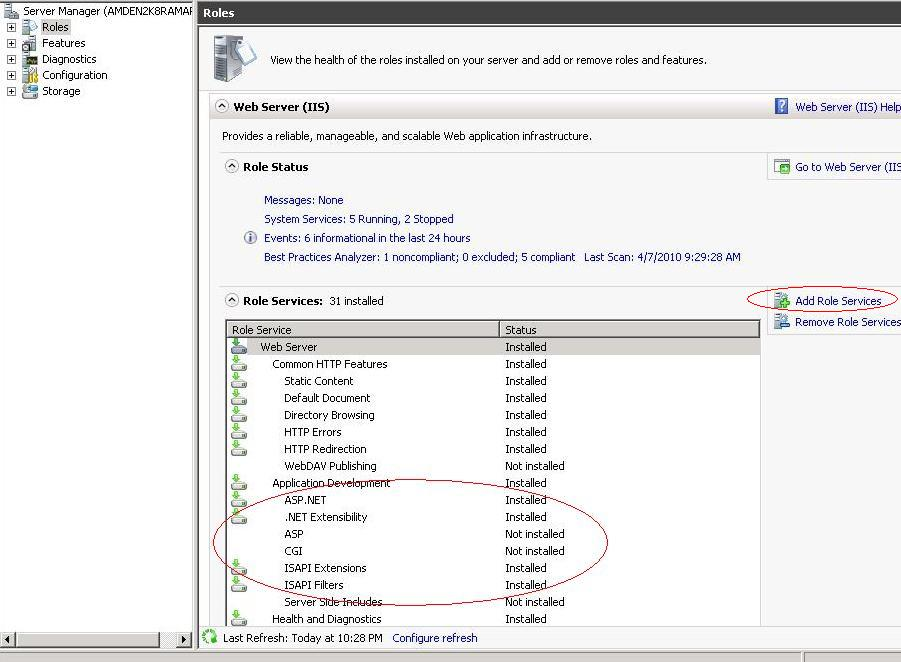 Server Manager (AMDEN2K8RAMAR
Roles
Features
Diagnostics
Configuration
Storage
Roles
View the health of the roles installed on your server and add or remove roles and features.
Web Server (IIS)
Web Server (IIS) Help
Provides a reliable, manageable, and scalable Web application infrastructure.
Role Status
Go to Web Server (IIS
Messages: None
System Services: 5 Running, 2 Stopped
Events: 6 informational in the last 24 hours
Best Practices Analyzer: 1 noncompliant; 0 excluded; 5 compliant Last Scan: 4/7/2010 9:29:28 AM
Role Services: 31 installed
Add Role Services
Remove Role Services
Role Service Status
Web Server Installed
Common HTTP Features Installed
Static Content Installed
Default Document Installed
Directory Browsing Installed
HTTP Errors Installed
HTTP Redirection Installed
WebDAV Publishing Not installed
Application Development Installed
ASP.NET Installed
.NET Extensibility Installed
ASP Not installed
CGI Not installed
ISAPI Extensions Installed
ISAPI Filters Installed
Server Side Includes Not installed
Health and Diagnostics Installed
Last Refresh: Today at 10:28 PM Configure refresh